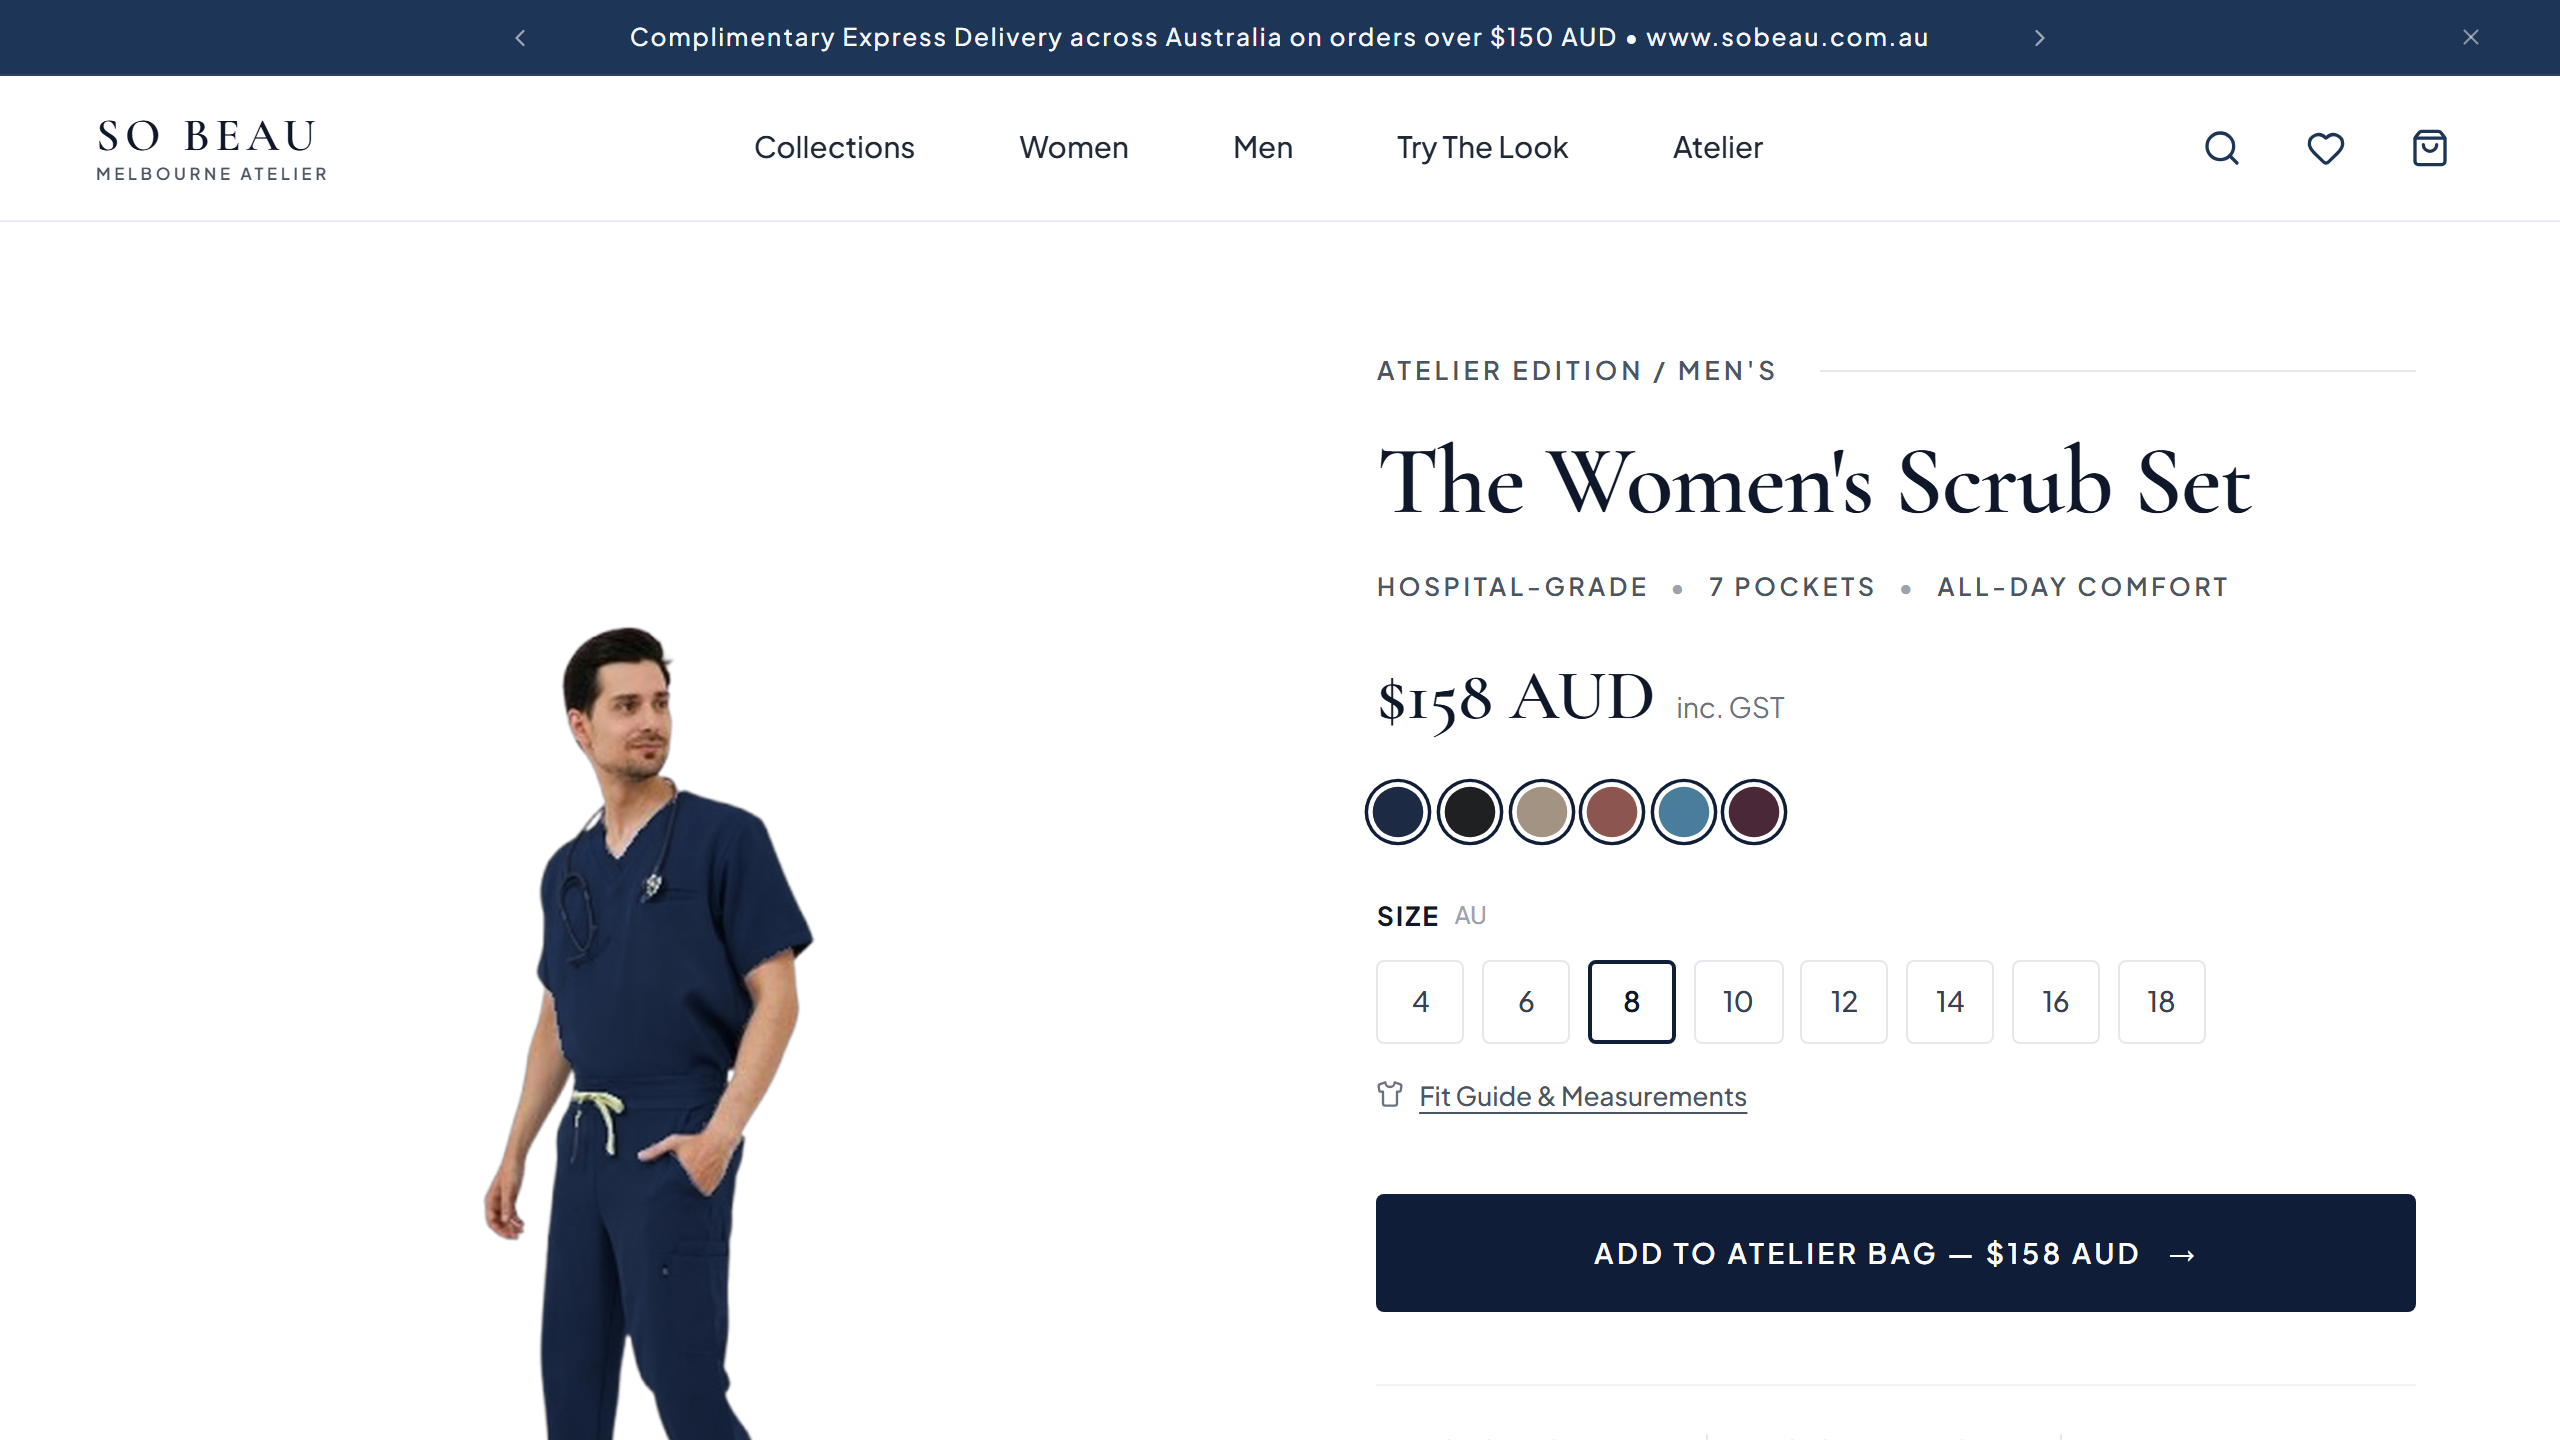 Complimentary Express Delivery across Australia on orders over $150 AUD • www.sobeau.com.au
SO BEAU
MELBOURNE ATELIER
Collections
Women
Men
Try The Look
Atelier
ATELIER EDITION / MEN'S
The Women's Scrub Set
HOSPITAL-GRADE • 7 POCKETS • ALL-DAY COMFORT
$158 AUD inc. GST
SIZE AU
4 6 8 10 12 14 16 18
Fit Guide & Measurements
ADD TO ATELIER BAG — $158 AUD →